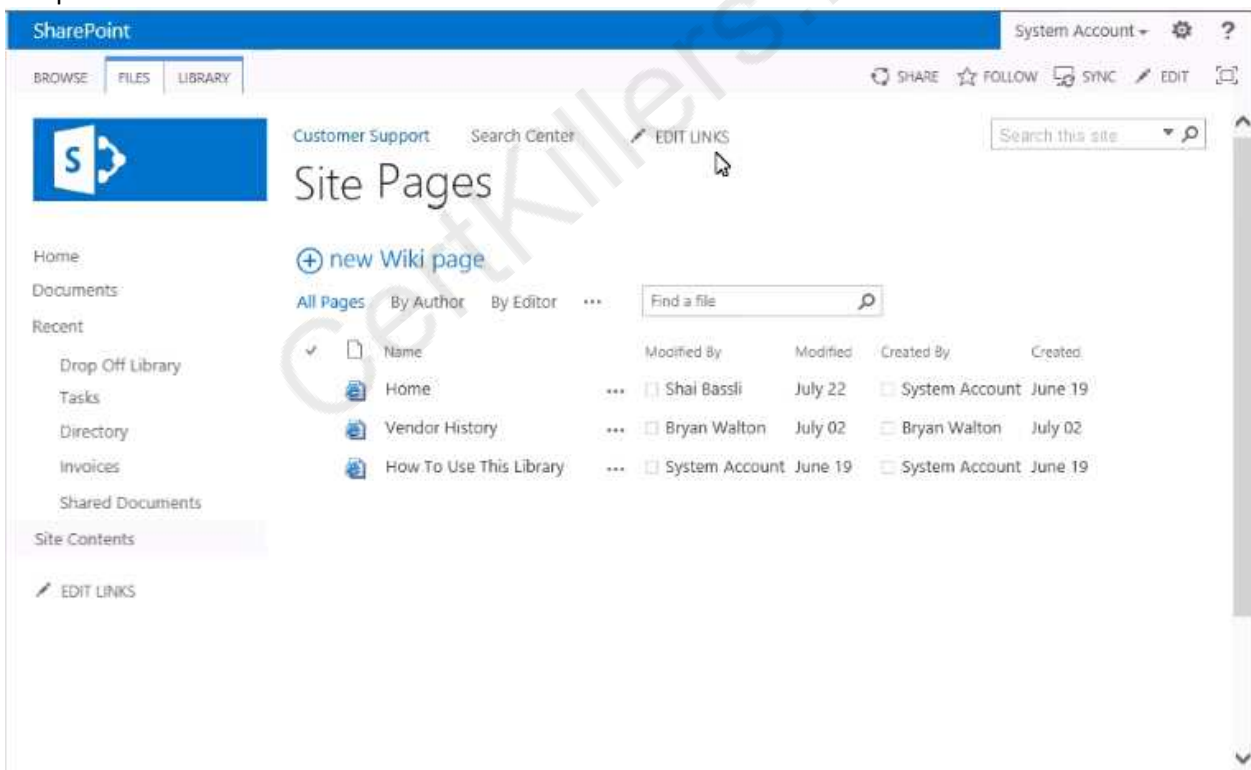 SharePoint System Account ?
BROWSE FILES LIBRARY SHARE FOLLOW SYNC EDIT
S
Customer Support Search Center EDIT LINKS Search this site
Site Pages
Home
new Wiki page
Documents
All Pages By Author By Editor ... Find a file
Recent
Name Modified By Modified Created By Created
Drop Off Library
Home ... Shai Bassli July 22 System Account June 19
Tasks
Directory
Vendor History ... Bryan Walton July 02 Bryan Walton July 02
Invoices
How To Use This Library ... System Account June 19 System Account June 19
Shared Documents
Site Contents
EDIT LINKS
CertKillers.